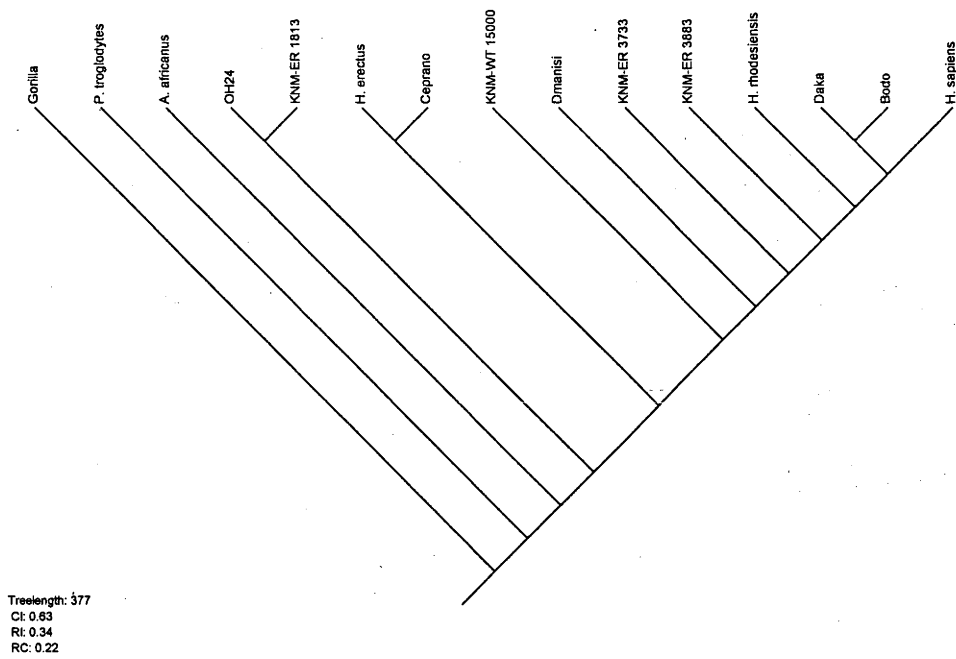 Gorilla
P. troglodytes
A. africanus
OH24
KNM-ER 1813
H. erectus
Ceprano
KNM-WT 15000
Dmanisi
KNM-ER 3733
KNM-ER 3883
H. rhodesiensis
Daka
Bodo
H. sapiens
Treelength: 377
CI: 0.63
RI: 0.34
RC: 0.22